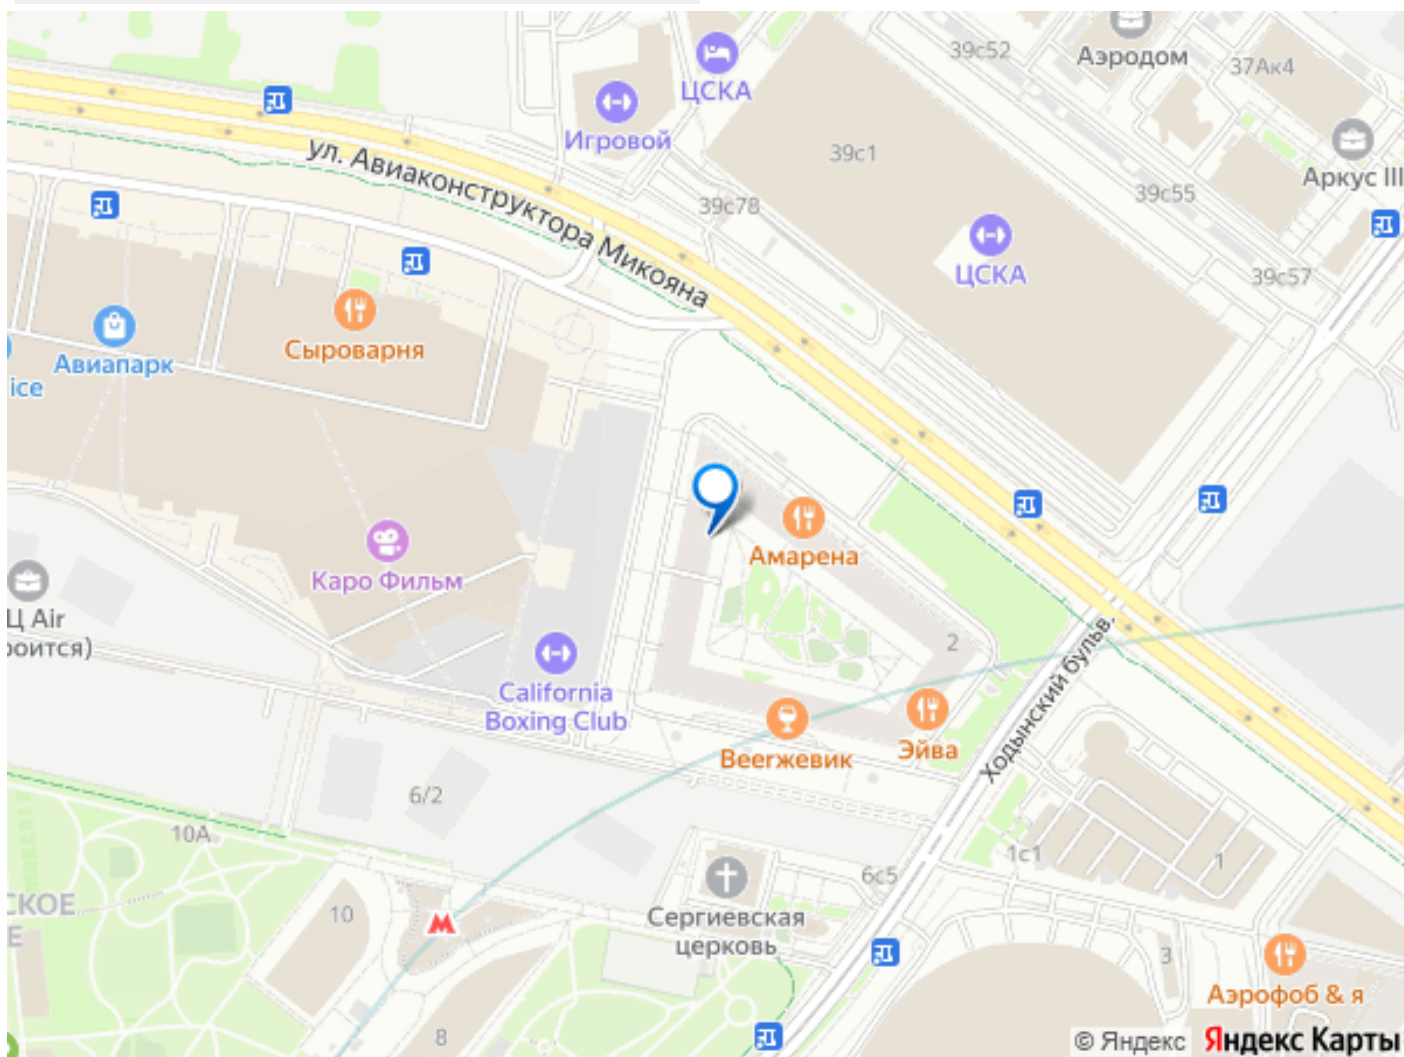 39с52
Аэродом
37Ак4
ЦСКА
Игровой
39с1
Аркус III
39с55
39с78
ул. Авиаконструктора Микояна
ЦСКА
39с57
Сыроварня
Авиапарк
ice
Амарена
Каро Фильм
Ц Air
роится)
2
Ходынский бульв.
California
Boxing Club
Beerжевик
Эйва
6/2
10А
1с1
1
6с5
СКОЕ
Е
10
М
Сергиевская
церковь
3
Аэрофоб & я
8
© Яндекс Яндекс Карты